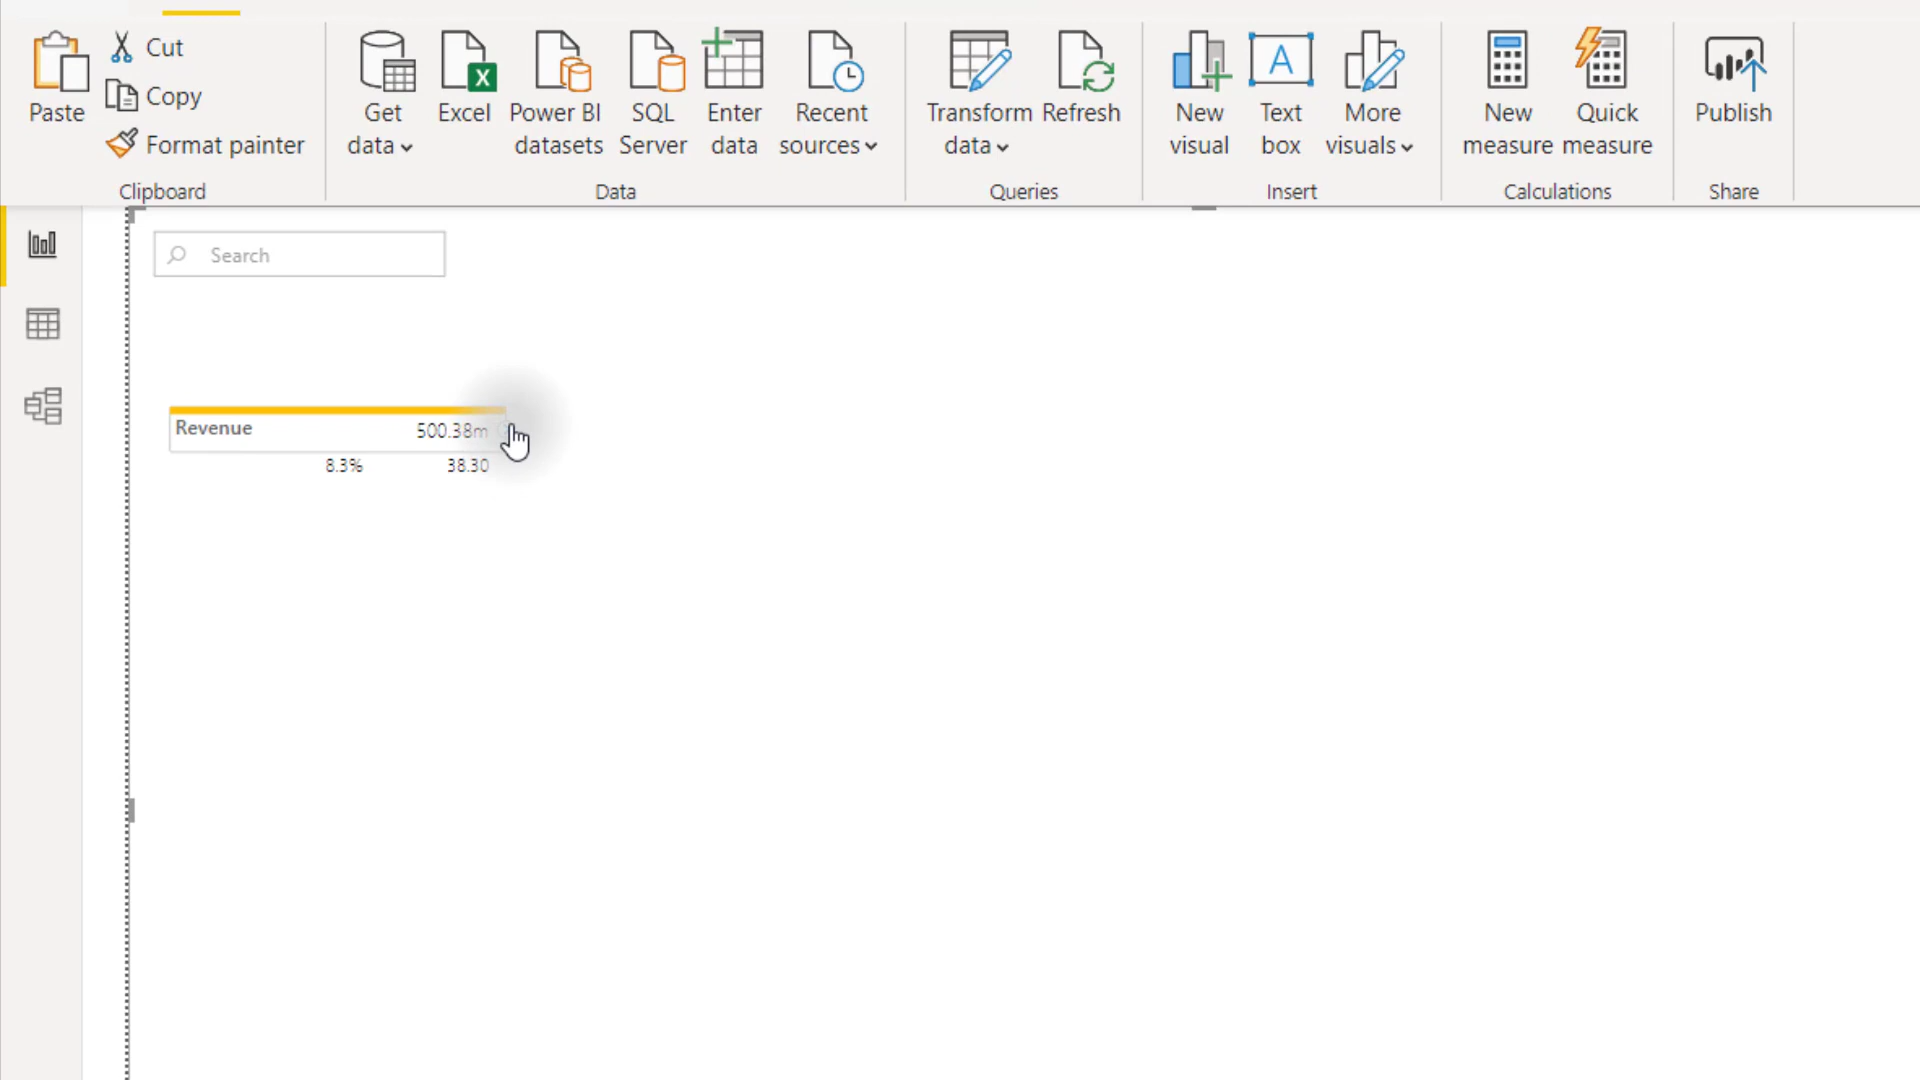 Cut
Copy
Format painter
Paste
Clipboard
Get data
Excel
Power BI datasets
SQL Server
Enter data
Recent sources
Data
Transform data
Refresh
Queries
New visual
A
Text box
More visuals
Insert
New measure
Quick measure
Calculations
Publish
Share
Search
Revenue 500.38m
8.3% 38.30